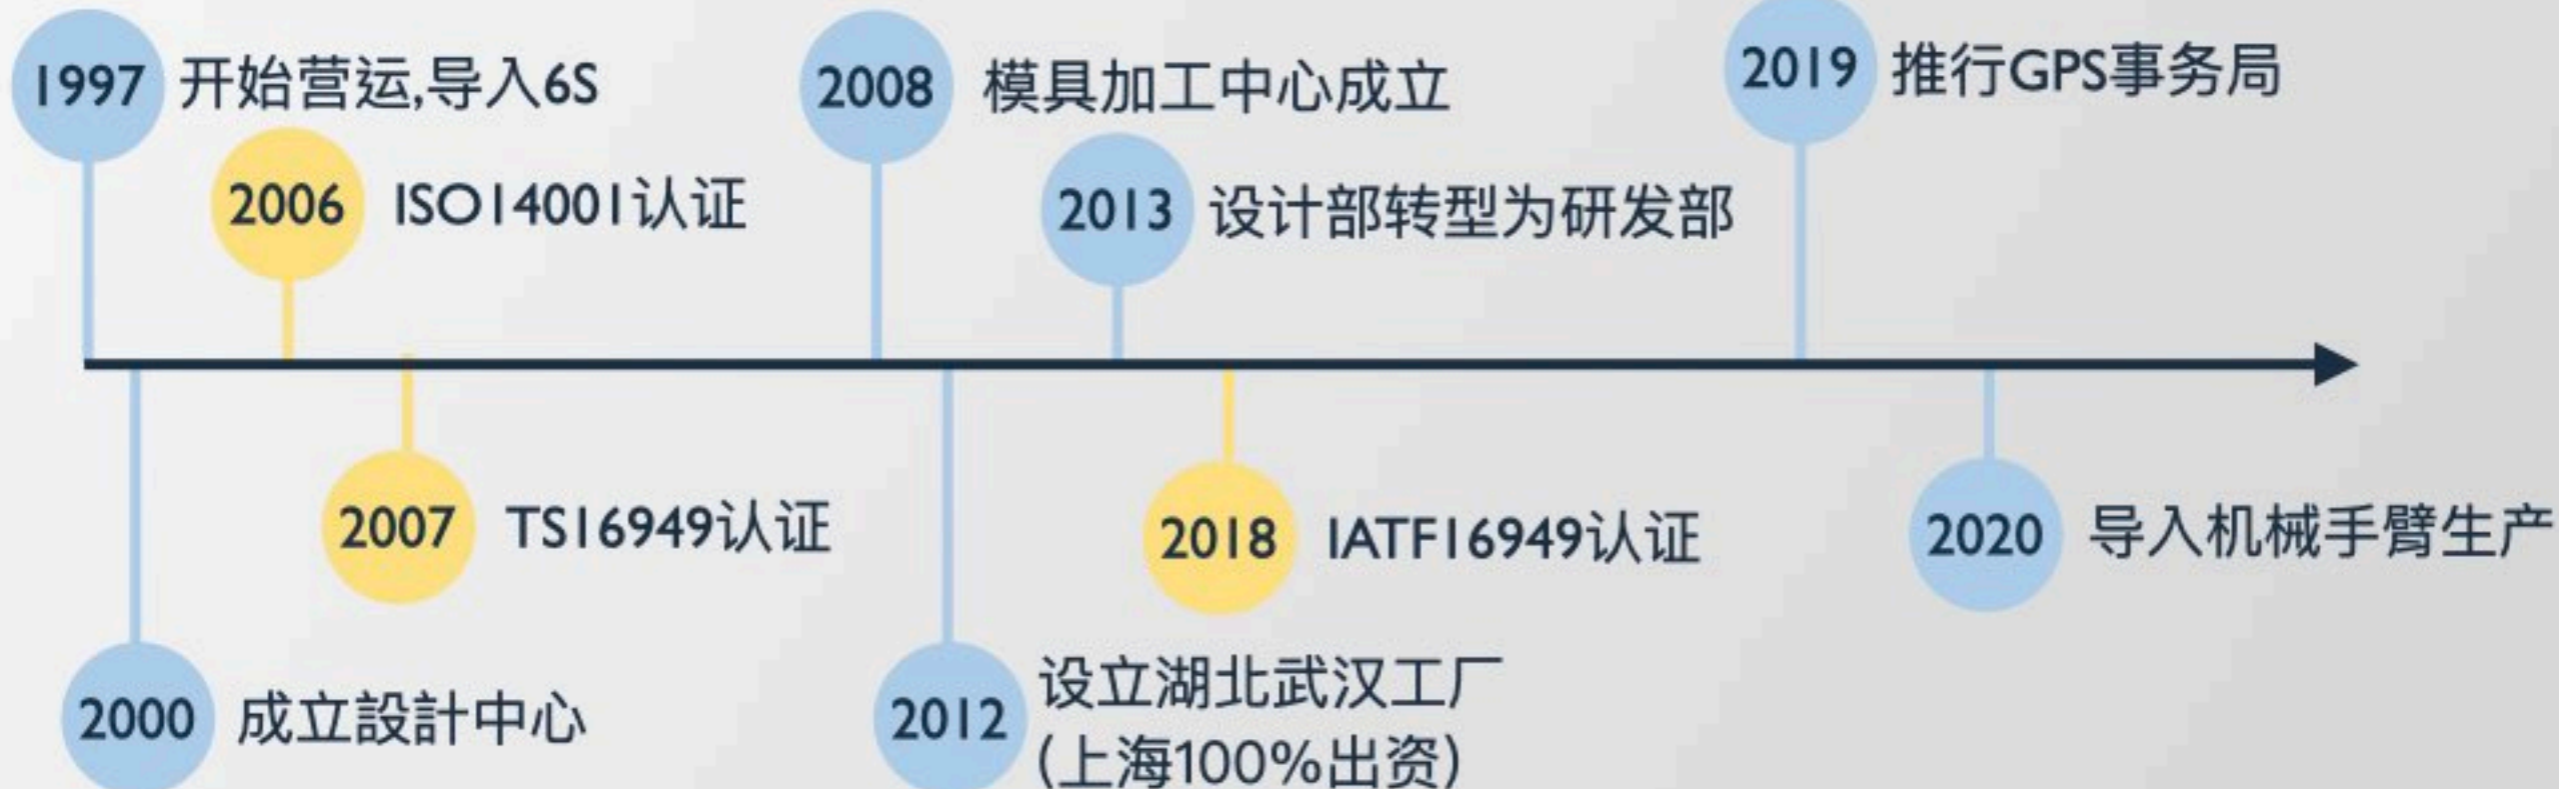 1997 开始营运,导入6S
2008 模具加工中心成立
2019 推行GPS事务局
2006 ISO14001认证
2013 设计部转型为研发部
2007 TS16949认证
2018 IATF16949认证
2020 导入机械手臂生产
2000 成立設計中心
2012 设立湖北武汉工厂
(上海100%出资)